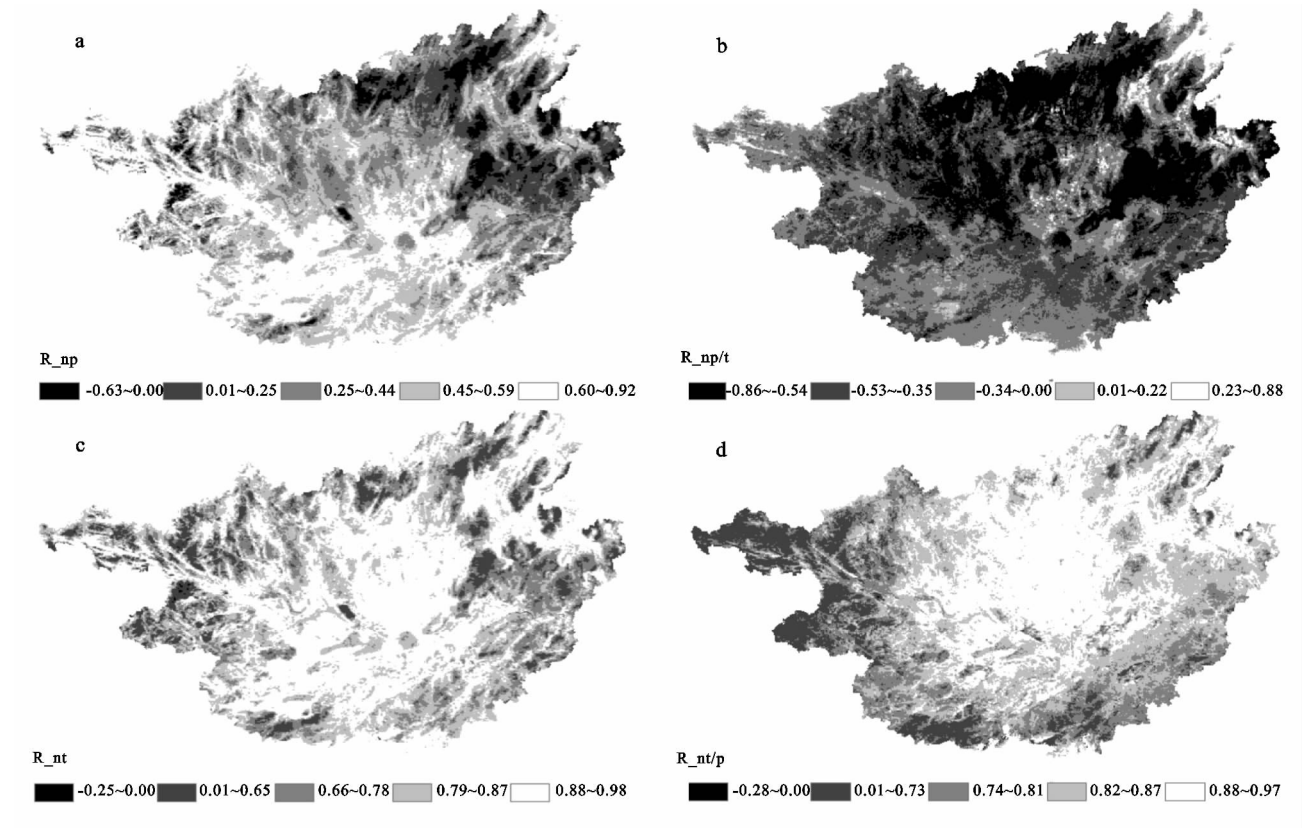 a
b
R_np
R_np/t
-0.63~0.00 0.01~0.25 0.25~0.44 0.45~0.59 0.60~0.92
-0.86~-0.54 -0.53~-0.35 -0.34~0.00 0.01~0.22 0.23~0.88
c
d
R_nt
R_nt/p
-0.25~0.00 0.01~0.65 0.66~0.78 0.79~0.87 0.88~0.98
-0.28~0.00 0.01~0.73 0.74~0.81 0.82~0.87 0.88~0.97